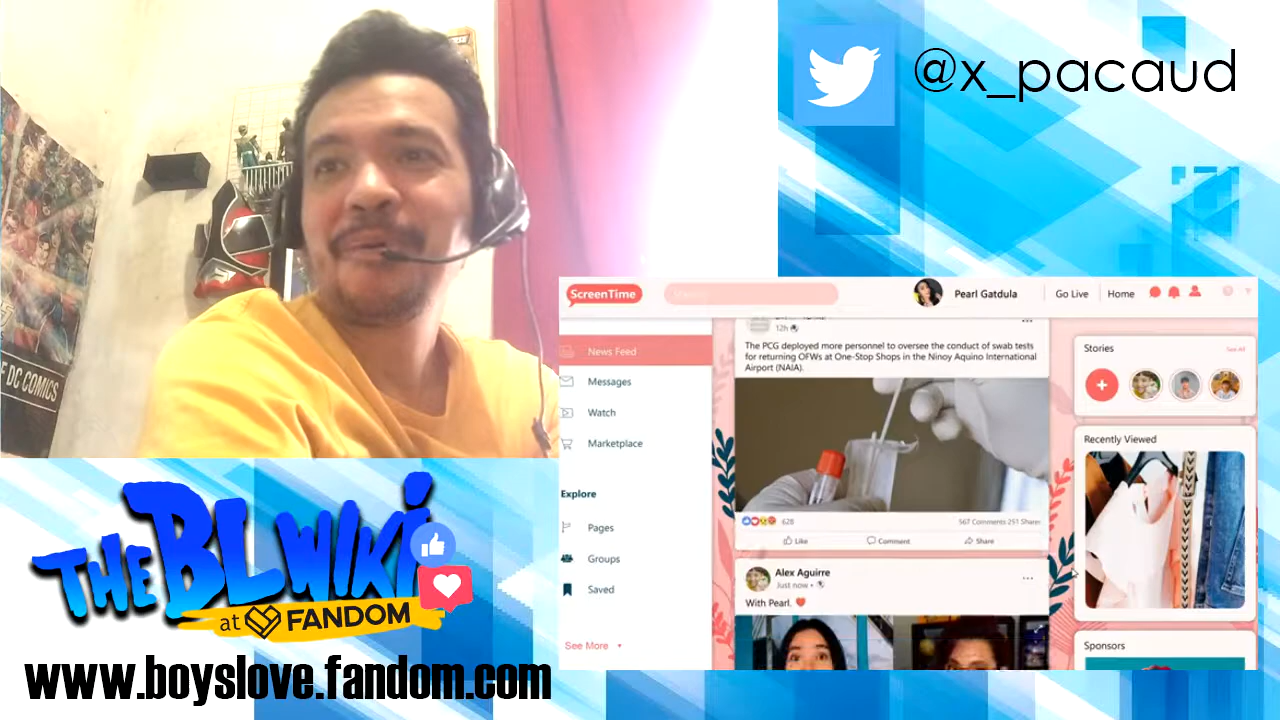 @x_pacaud
F DC COMICS
ScreenTime
Pearl Gatdula
Go Live
Home
News Feed
Messages
Watch
Marketplace
Explore
Pages
Groups
Saved
See More
12h
The PCG deployed more personnel to oversee the conduct of swab tests
for returning OFWs at One-Stop Shops in the Ninoy Aquino International
Airport (NAIA).
628
567 Comments 251 Shares
Like
Comment
Share
Alex Aguirre
Just now
With Pearl.
Stories
See All
Recently Viewed
Sponsors
THE BL WIKI
at FANDOM
www.boyslove.fandom.com